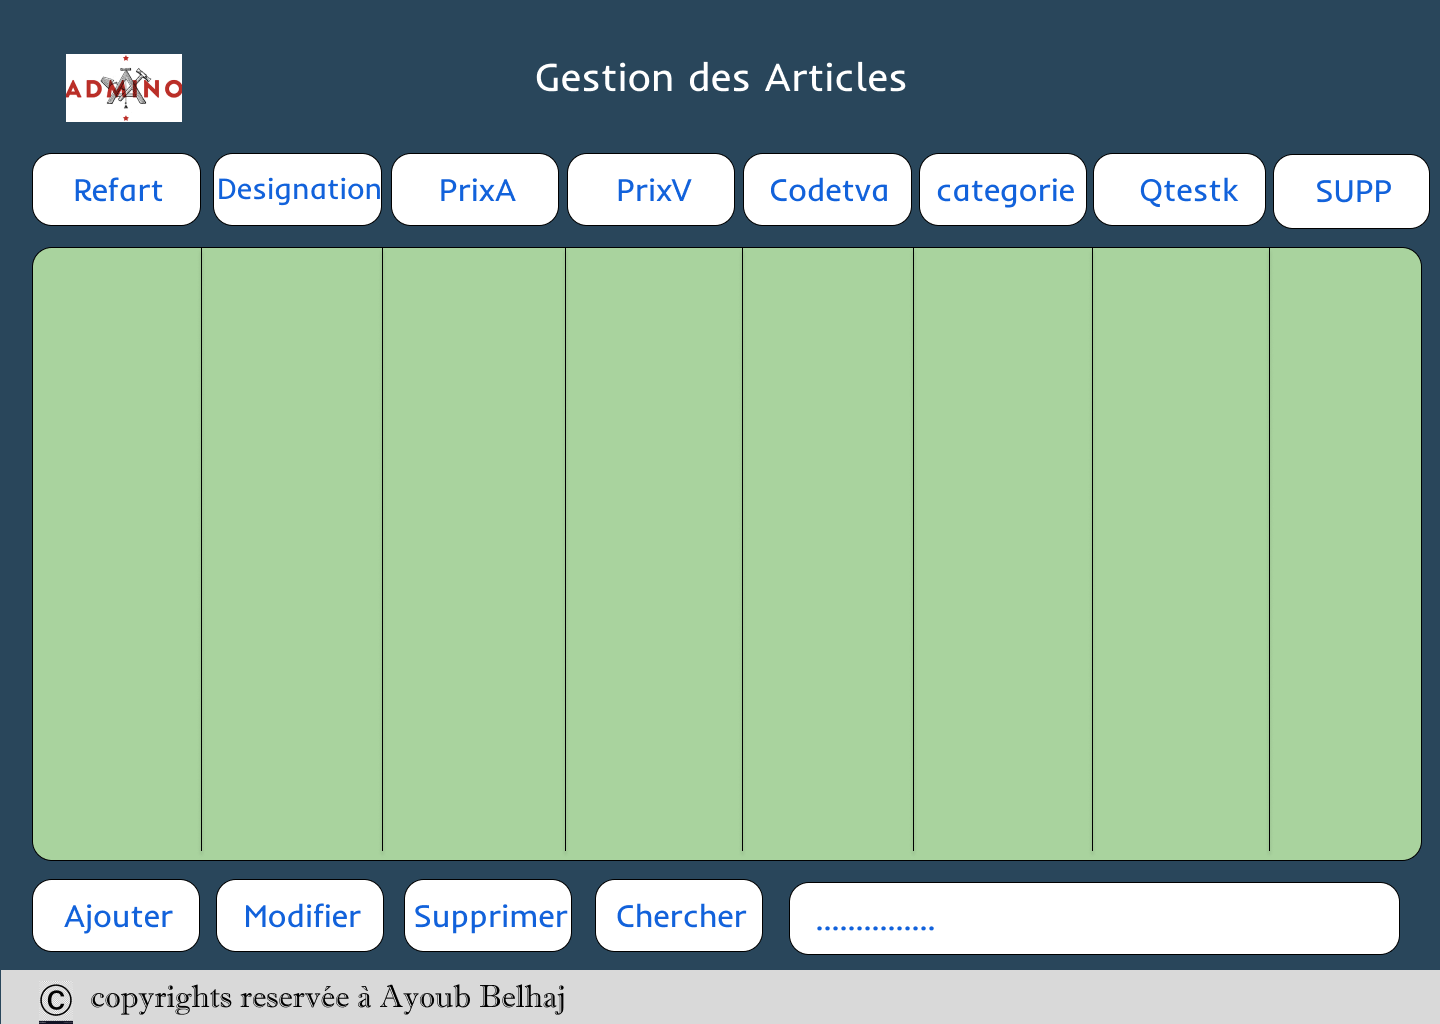 ADMINO
Gestion des Articles
Refart Designation PrixA PrixV Codetva categorie Qtestk SUPP
Ajouter Modifier Supprimer Chercher ...............
© copyrights reservée à Ayoub Belhaj